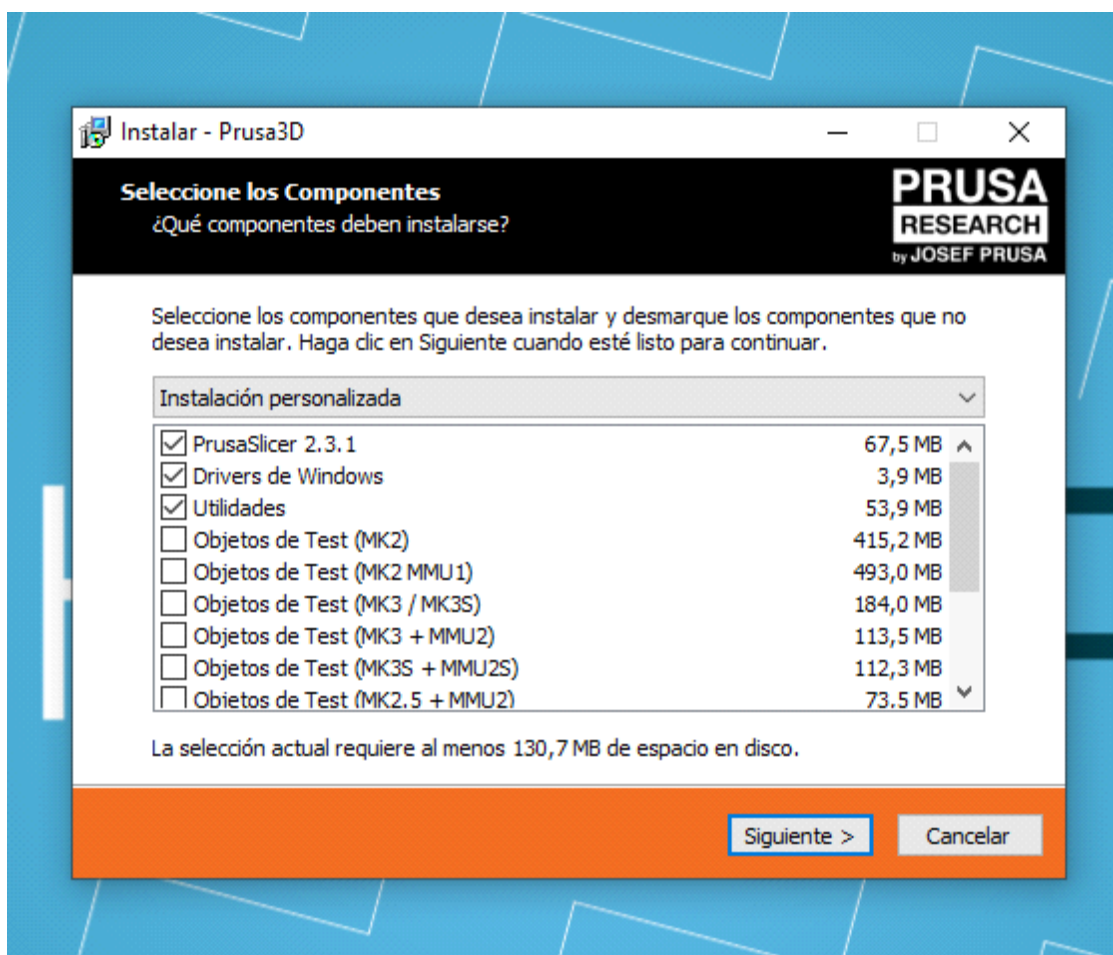 Instalar - Prusa3D
Seleccione los Componentes
¿Qué componentes deben instalarse?
PRUSA
RESEARCH
by JOSEF PRUSA
Seleccione los componentes que desea instalar y desmarque los componentes que no
desea instalar. Haga clic en Siguiente cuando esté listo para continuar.
Instalación personalizada
PrusaSlicer 2.3.1 67,5 MB
Drivers de Windows 3,9 MB
Utilidades 53,9 MB
Objetos de Test (MK2) 415,2 MB
Objetos de Test (MK2 MMU1) 493,0 MB
Objetos de Test (MK3 / MK3S) 184,0 MB
Objetos de Test (MK3 + MMU2) 113,5 MB
Objetos de Test (MK3S + MMU2S) 112,3 MB
Objetos de Test (MK2.5 + MMU2) 73.5 MB
La selección actual requiere al menos 130,7 MB de espacio en disco.
Siguiente > Cancelar